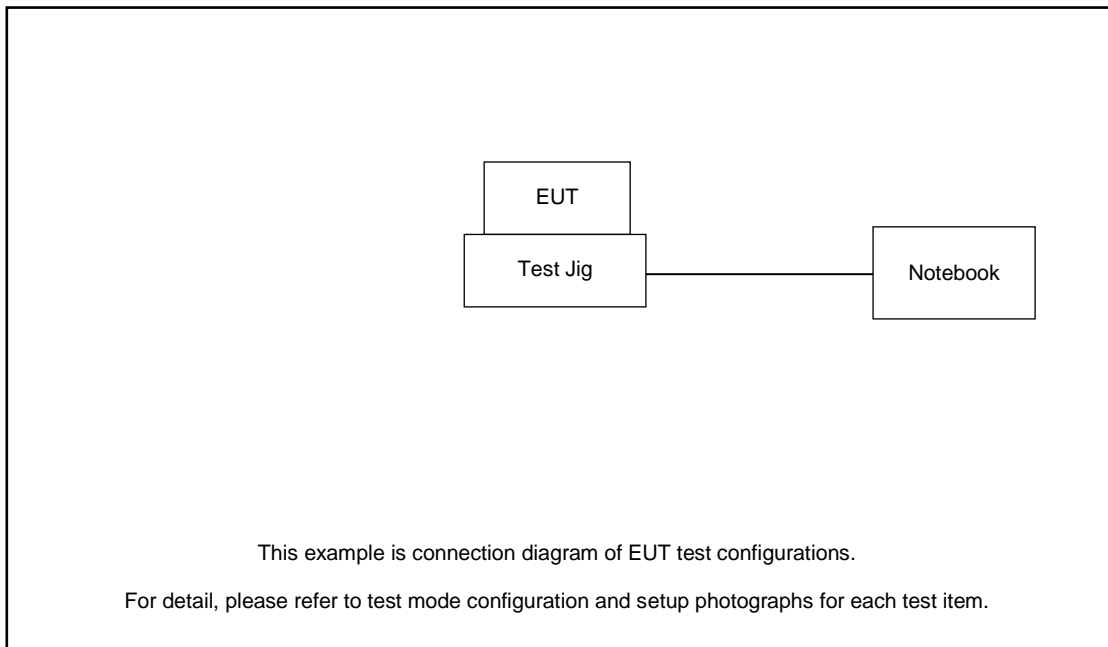 EUT
Test Jig
Notebook
This example is connection diagram of EUT test configurations.
For detail, please refer to test mode configuration and setup photographs for each test item.